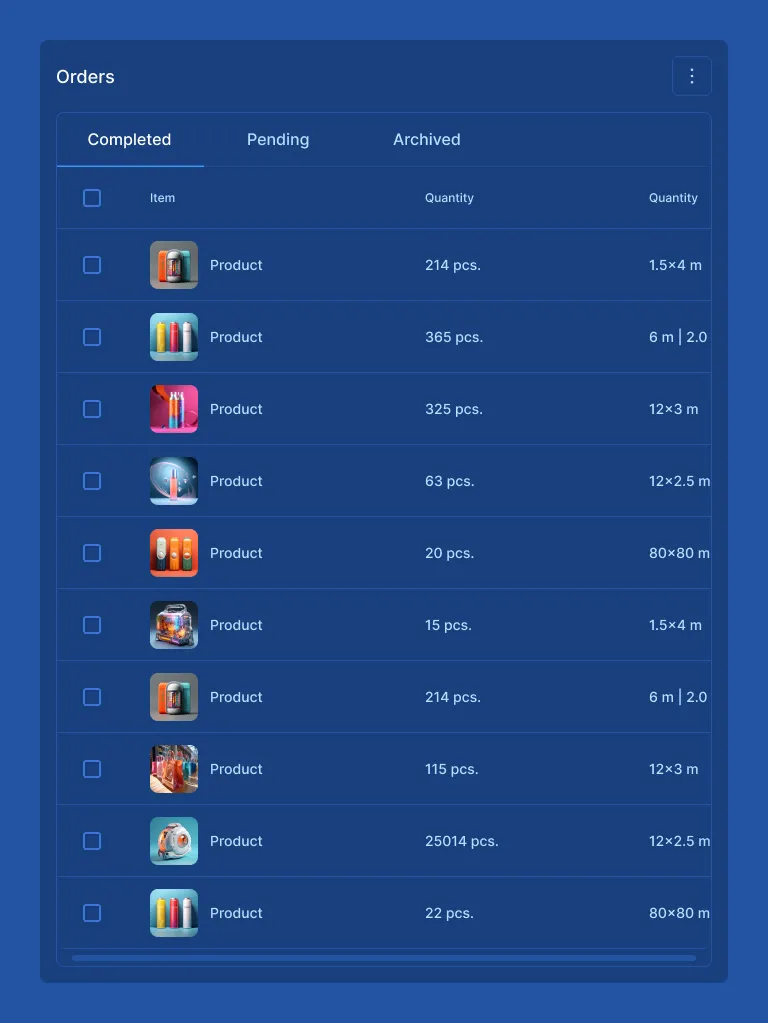 Orders
Completed Pending Archived
Item Quantity Quantity
Product 214 pcs. 1.5×4 m
Product 365 pcs. 6 m | 2.0
Product 325 pcs. 12×3 m
Product 63 pcs. 12×2.5 m
Product 20 pcs. 80×80 m
Product 15 pcs. 1.5×4 m
Product 214 pcs. 6 m | 2.0
Product 115 pcs. 12×3 m
Product 25014 pcs. 12×2.5 m
Product 22 pcs. 80×80 m